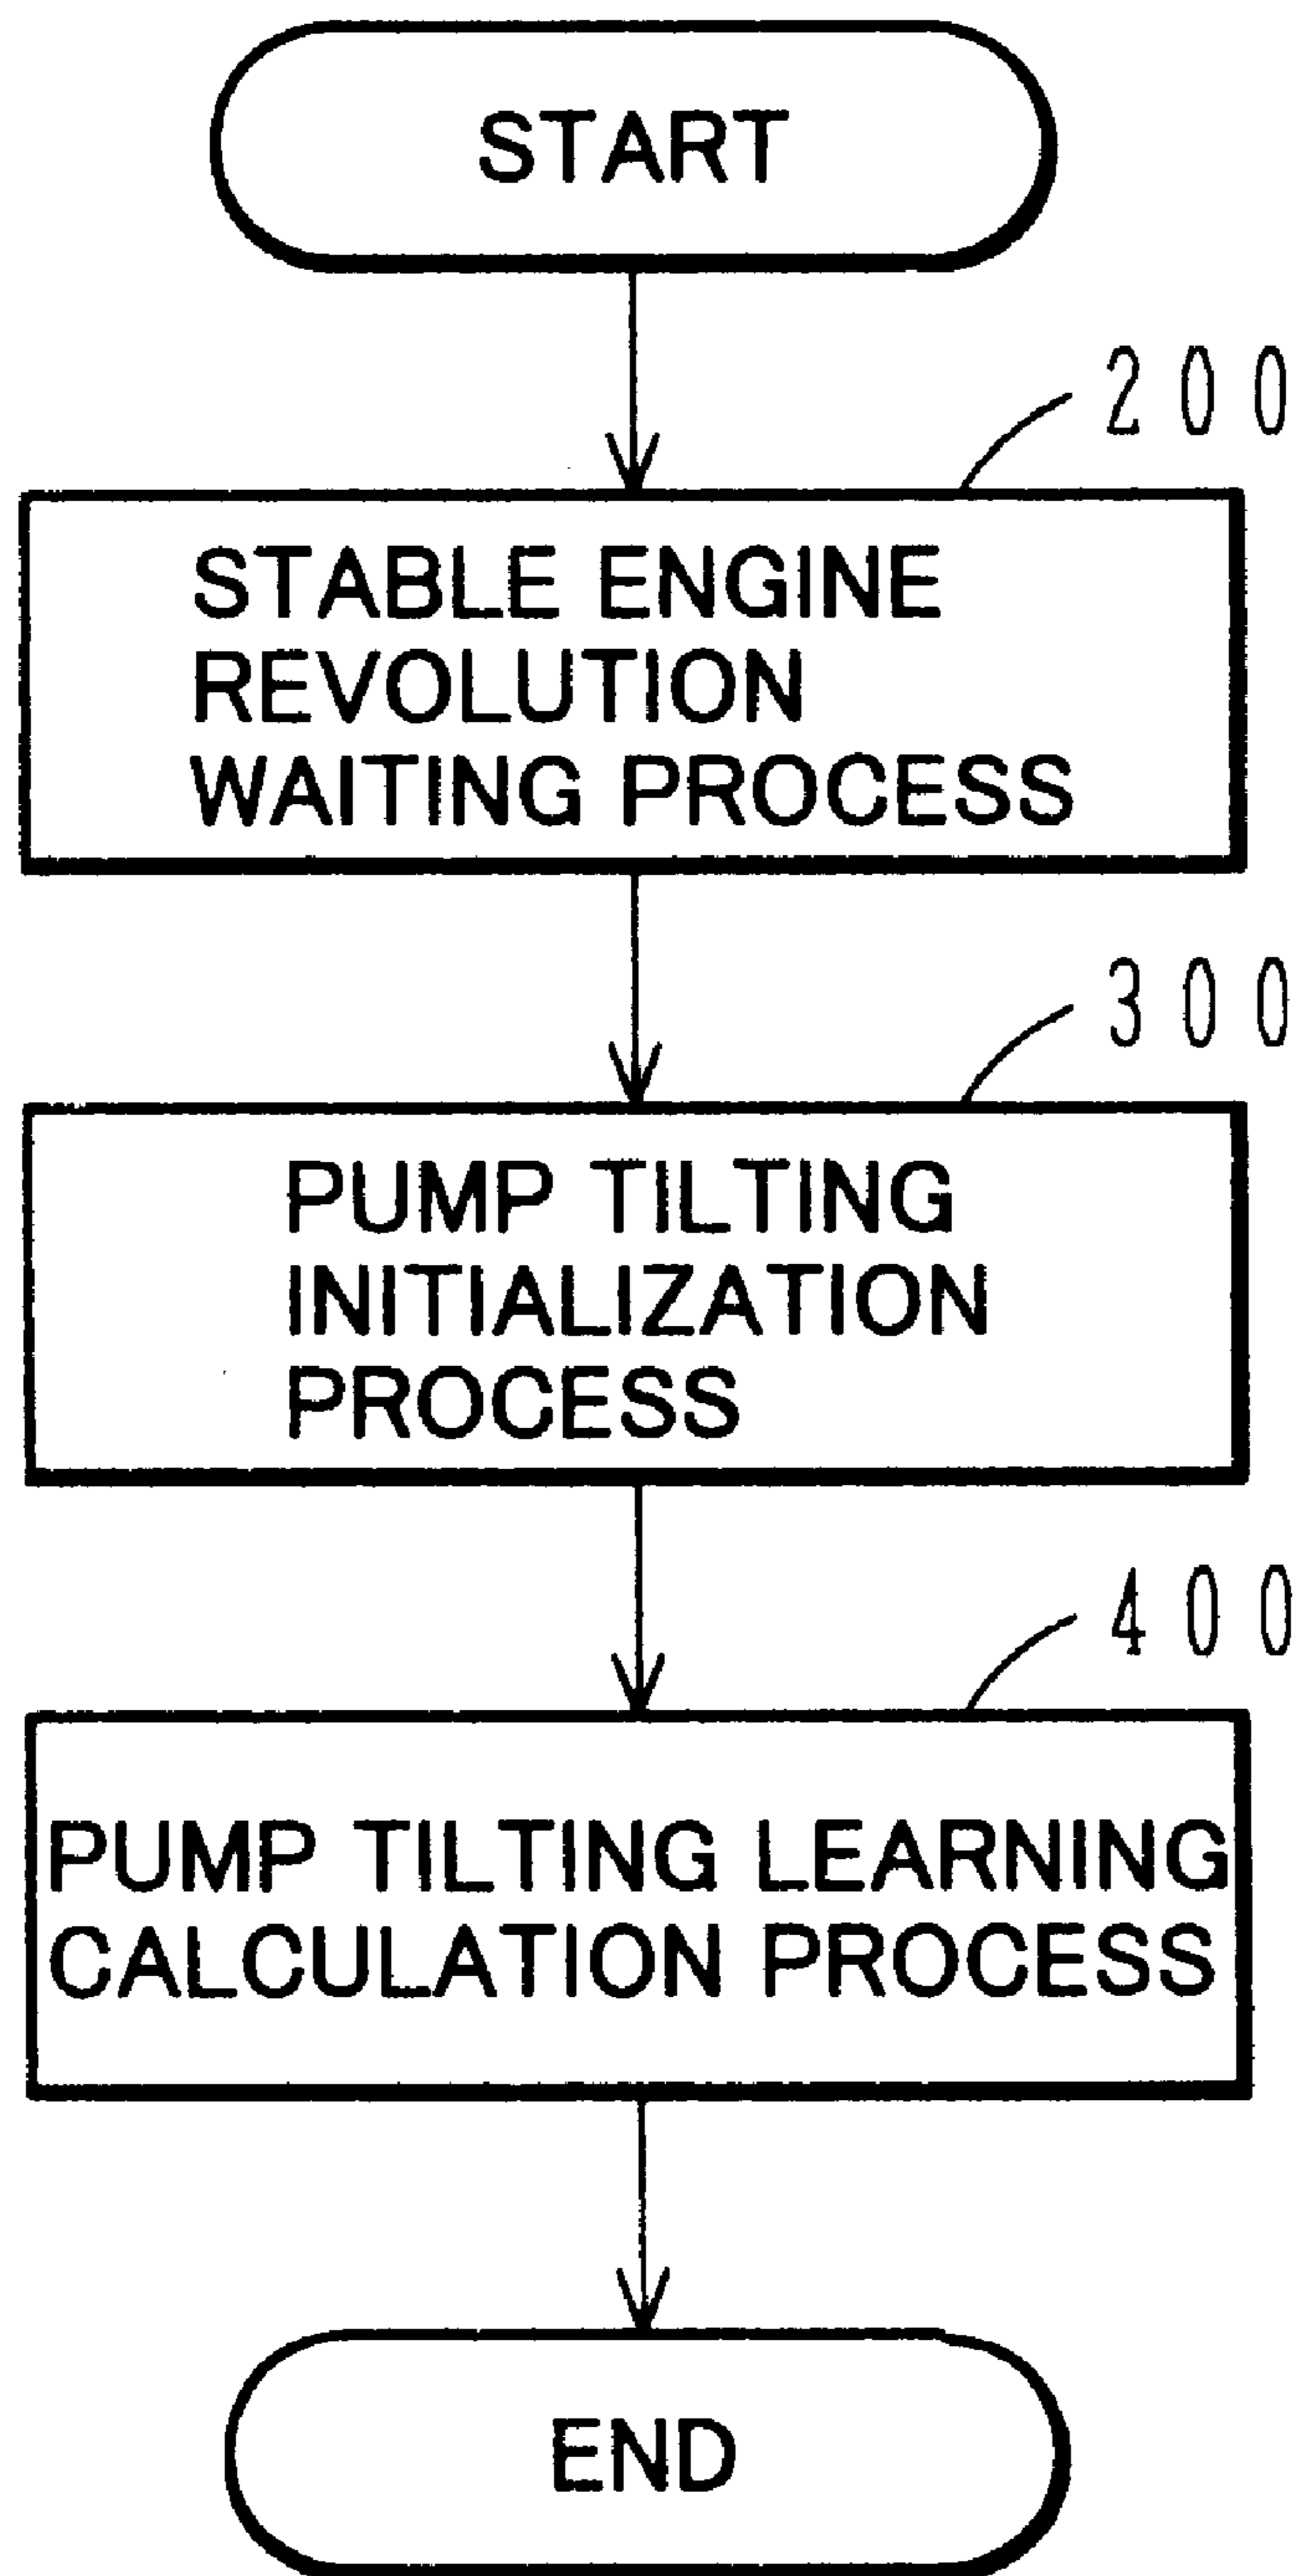 START
200
STABLE ENGINE
REVOLUTION
WAITING PROCESS
300
PUMP TILTING
INITIALIZATION
PROCESS
400
PUMP TILTING LEARNING
CALCULATION PROCESS
END